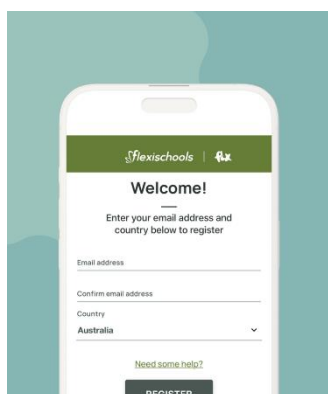 flexischools | flx
Welcome!
Enter your email address and
country below to register
Email address
Confirm email address
Country
Australia
Need some help?
REGISTER